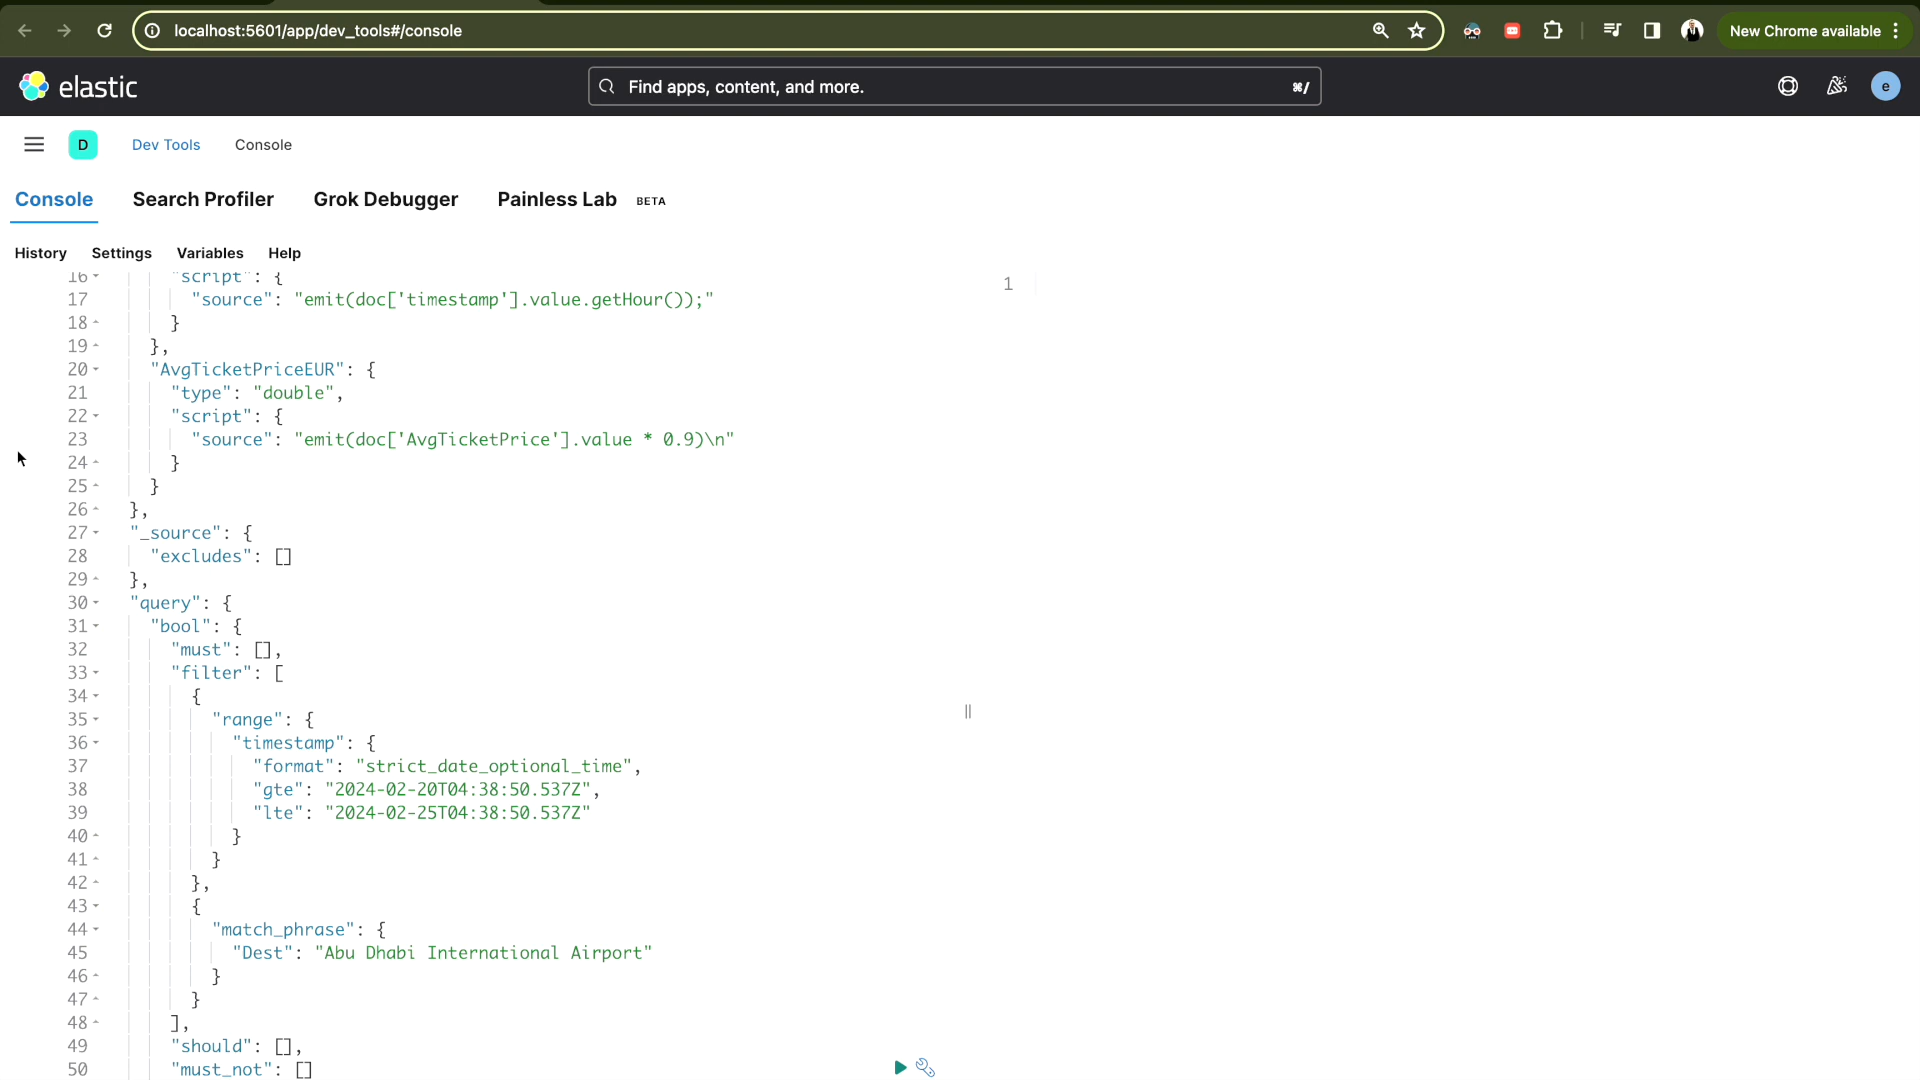 localhost:5601/app/dev_tools#/console
New Chrome available
elastic
Find apps, content, and more.
⌘/
e
D
Dev Tools
Console
Console
Search Profiler
Grok Debugger
Painless Lab
BETA
History
Settings
Variables
Help
16 "script": {
17 "source": "emit(doc['timestamp'].value.getHour());"
18 }
19 },
20 "AvgTicketPriceEUR": {
21 "type": "double",
22 "script": {
23 "source": "emit(doc['AvgTicketPrice'].value * 0.9)\n"
24 }
25 }
26 },
27 "_source": {
28 "excludes": []
29 },
30 "query": {
31 "bool": {
32 "must": [],
33 "filter": [
34 {
35 "range": {
36 "timestamp": {
37 "format": "strict_date_optional_time",
38 "gte": "2024-02-20T04:38:50.537Z",
39 "lte": "2024-02-25T04:38:50.537Z"
40 }
41 }
42 },
43 {
44 "match_phrase": {
45 "Dest": "Abu Dhabi International Airport"
46 }
47 }
48 ],
49 "should": [],
50 "must_not": []
1